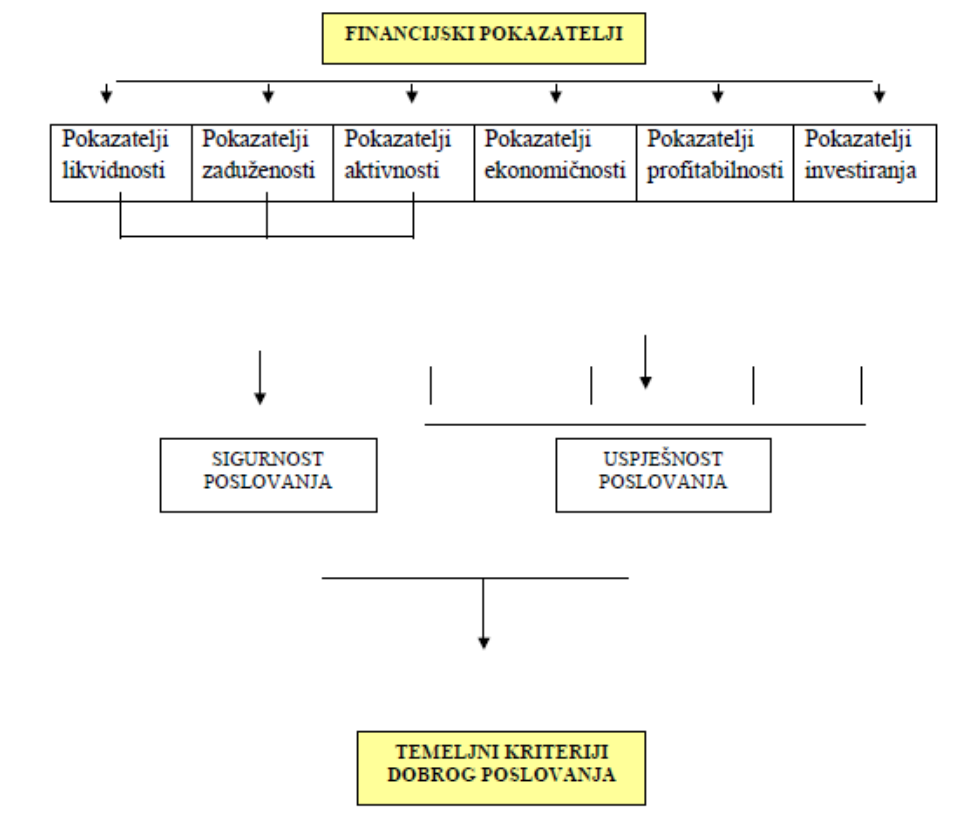 FINANCIJSKI POKAZATELJI
Pokazatelji likvidnosti
Pokazatelji zaduženosti
Pokazatelji aktivnosti
Pokazatelji ekonomičnosti
Pokazatelji profitabilnosti
Pokazatelji investiranja
SIGURNOST
POSLOVANJA
USPJEŠNOST
POSLOVANJA
TEMELJNI KRITERIJI
DOBROG POSLOVANJA